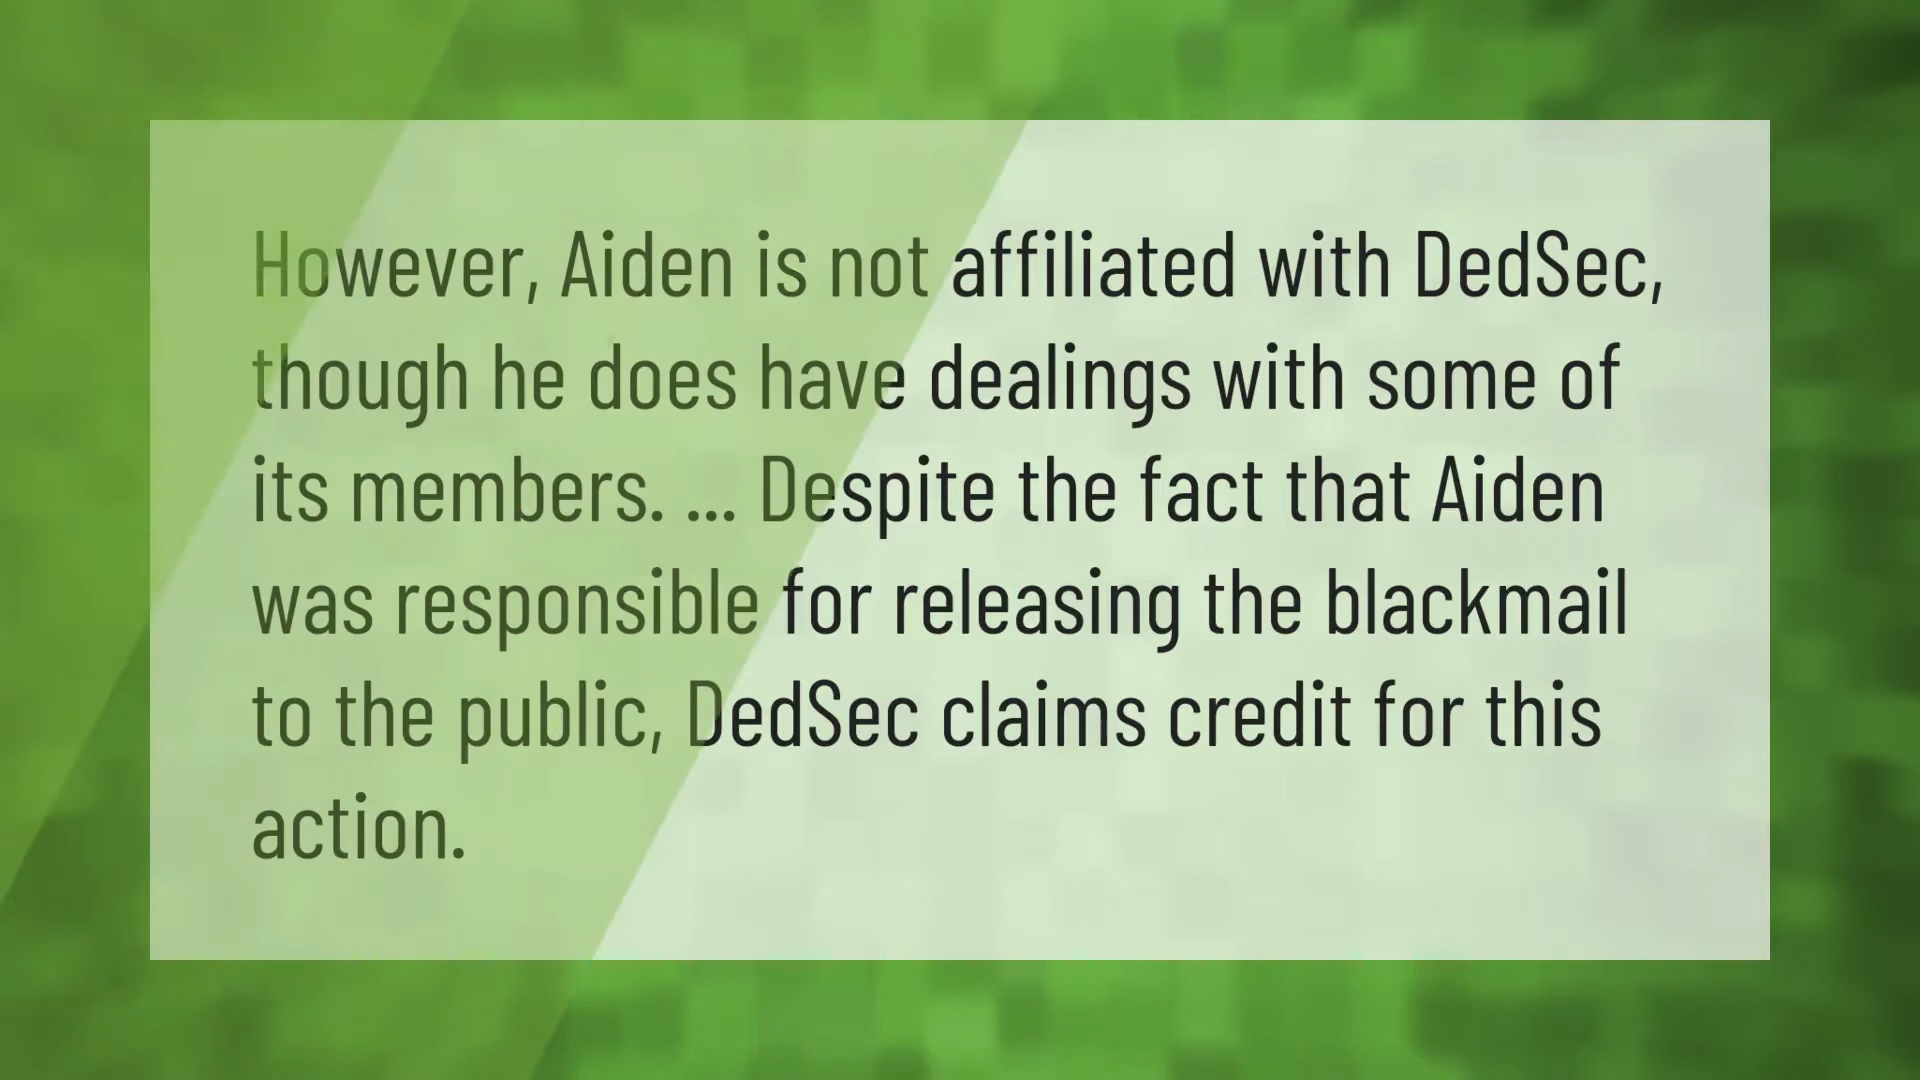 However, Aiden is not affiliated with DedSec,
though he does have dealings with some of
its members. ... Despite the fact that Aiden
was responsible for releasing the blackmail
to the public, DedSec claims credit for this
action.